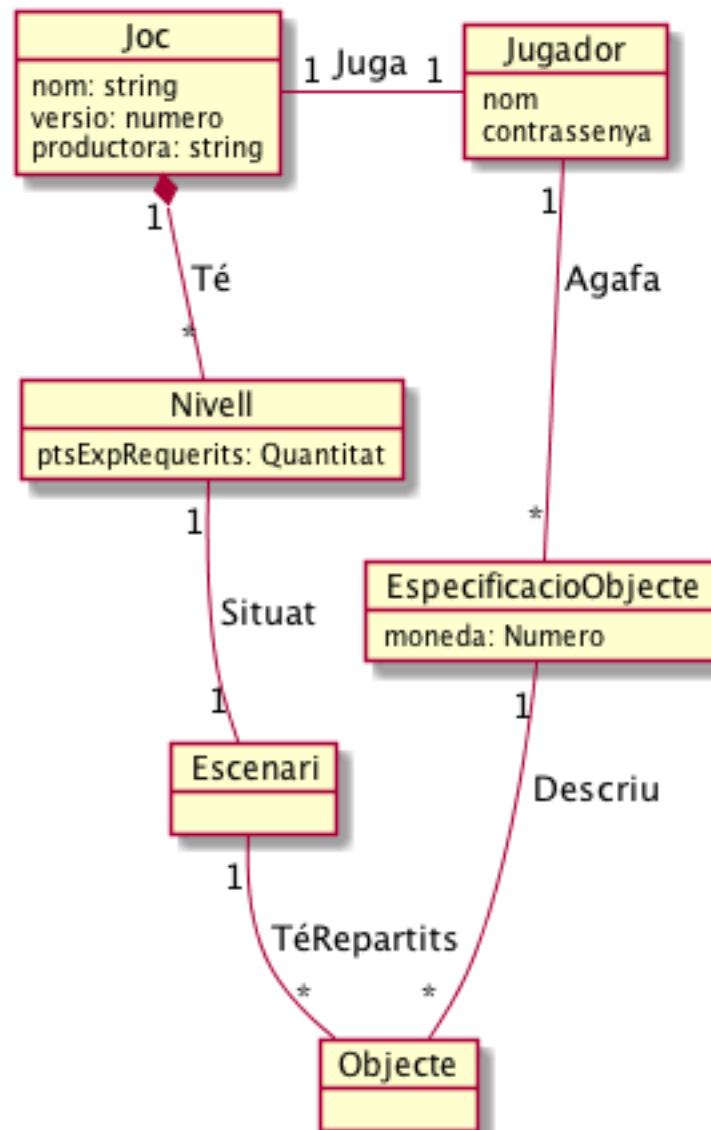 Joc
nom: string
versio: numero
productora: string
1 Juga 1
Jugador
nom
contrassenya
1
Té
*
1
Agafa
*
Nivell
ptsExpRequerits: Quantitat
1
Situat
1
EspecificacioObjecte
moneda: Numero
1
Descriu
*
Escenari
1
TéRepartits
*
Objecte